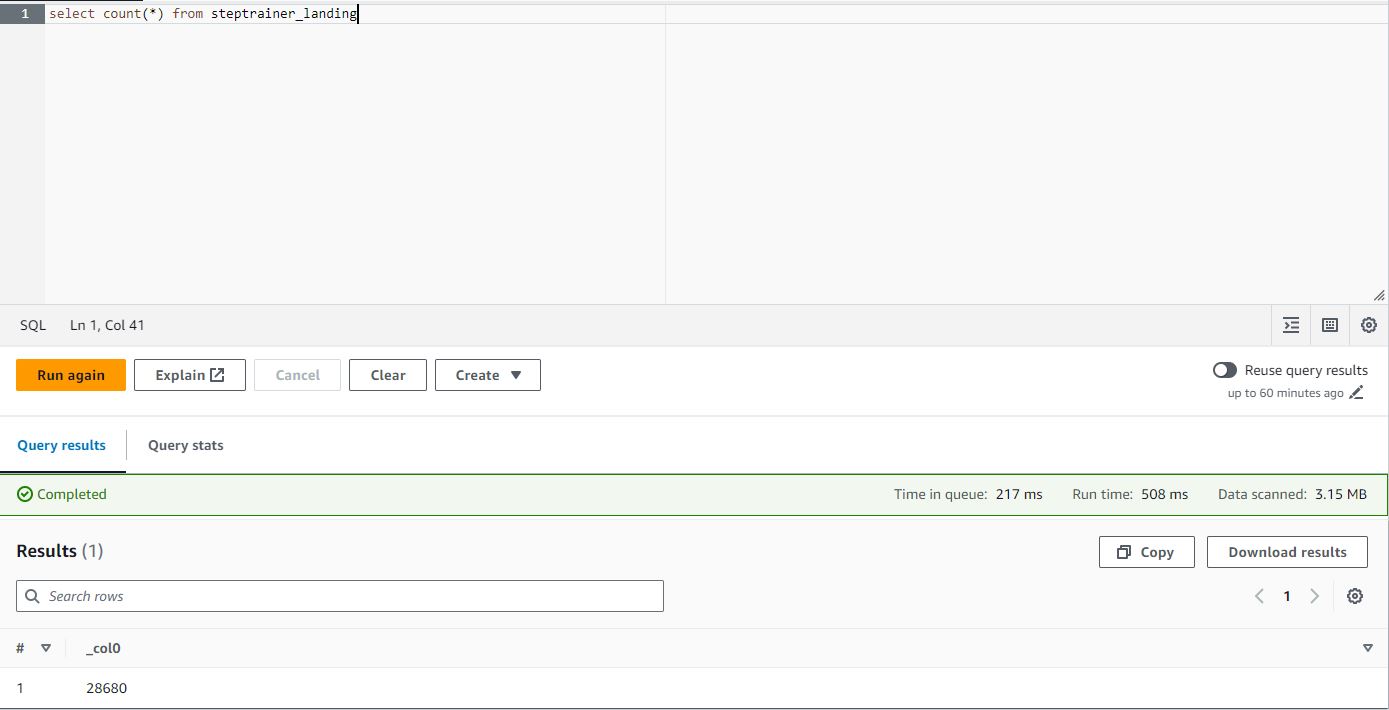 1 select count(*) from steptrainer_landing
SQL Ln 1, Col 41
Run again Explain Cancel Clear Create Reuse query results
up to 60 minutes ago
Query results Query stats
Completed Time in queue: 217 ms Run time: 508 ms Data scanned: 3.15 MB
Results (1) Copy Download results
Search rows 1
# _col0
1 28680